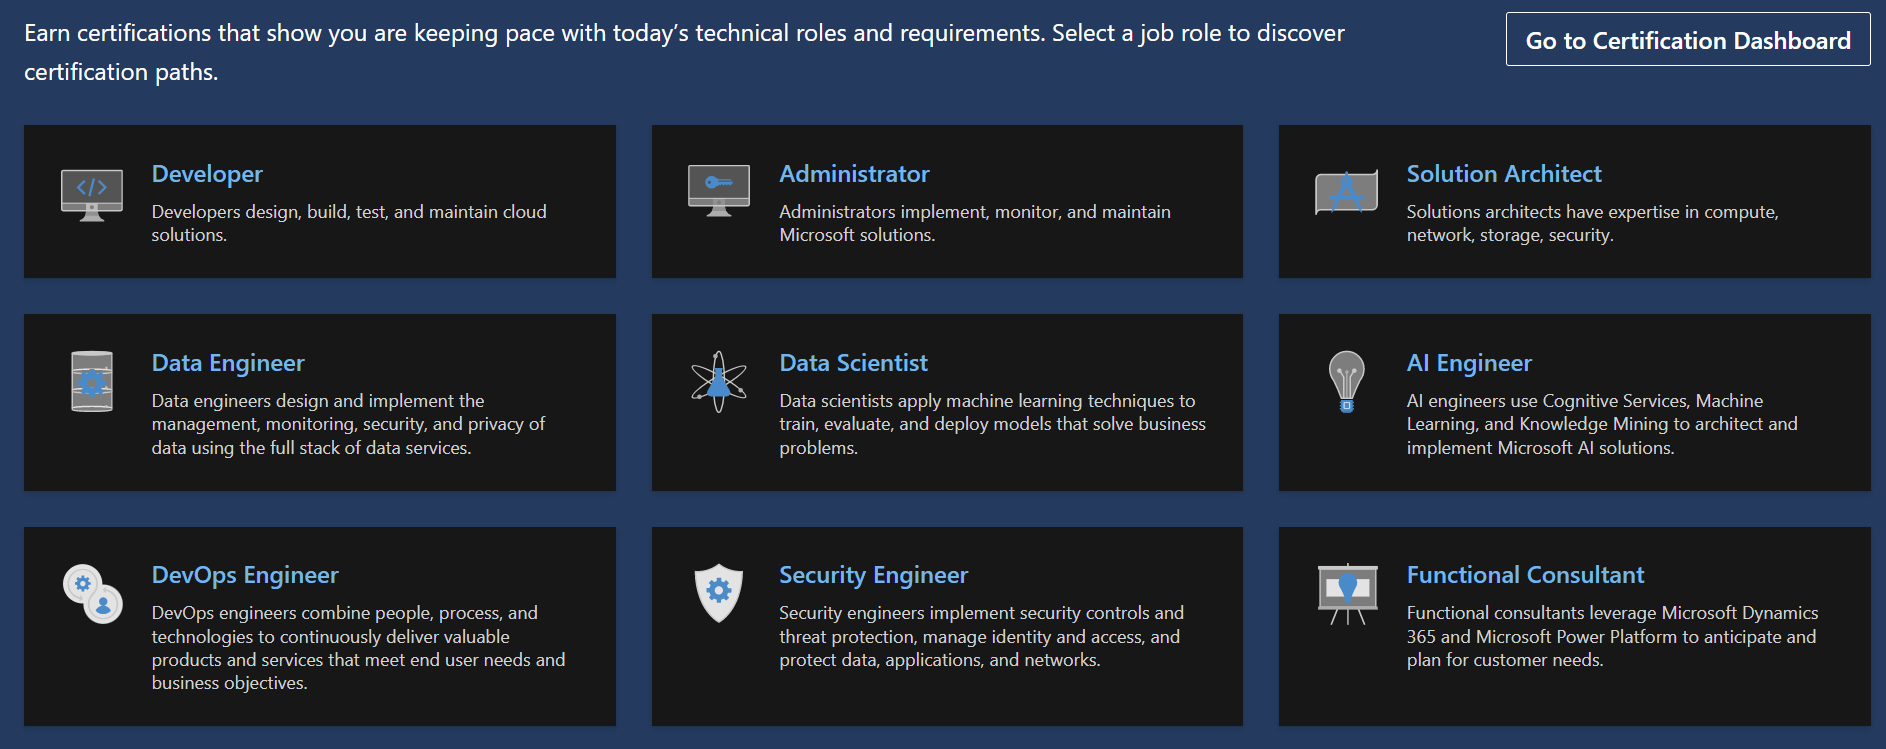 Earn certifications that show you are keeping pace with today’s technical roles and requirements. Select a job role to discover
certification paths.
Go to Certification Dashboard
Developer
Developers design, build, test, and maintain cloud
solutions.
Administrator
Administrators implement, monitor, and maintain
Microsoft solutions.
Solution Architect
Solutions architects have expertise in compute,
network, storage, security.
Data Engineer
Data engineers design and implement the
management, monitoring, security, and privacy of
data using the full stack of data services.
Data Scientist
Data scientists apply machine learning techniques to
train, evaluate, and deploy models that solve business
problems.
AI Engineer
AI engineers use Cognitive Services, Machine
Learning, and Knowledge Mining to architect and
implement Microsoft AI solutions.
DevOps Engineer
DevOps engineers combine people, process, and
technologies to continuously deliver valuable
products and services that meet end user needs and
business objectives.
Security Engineer
Security engineers implement security controls and
threat protection, manage identity and access, and
protect data, applications, and networks.
Functional Consultant
Functional consultants leverage Microsoft Dynamics
365 and Microsoft Power Platform to anticipate and
plan for customer needs.